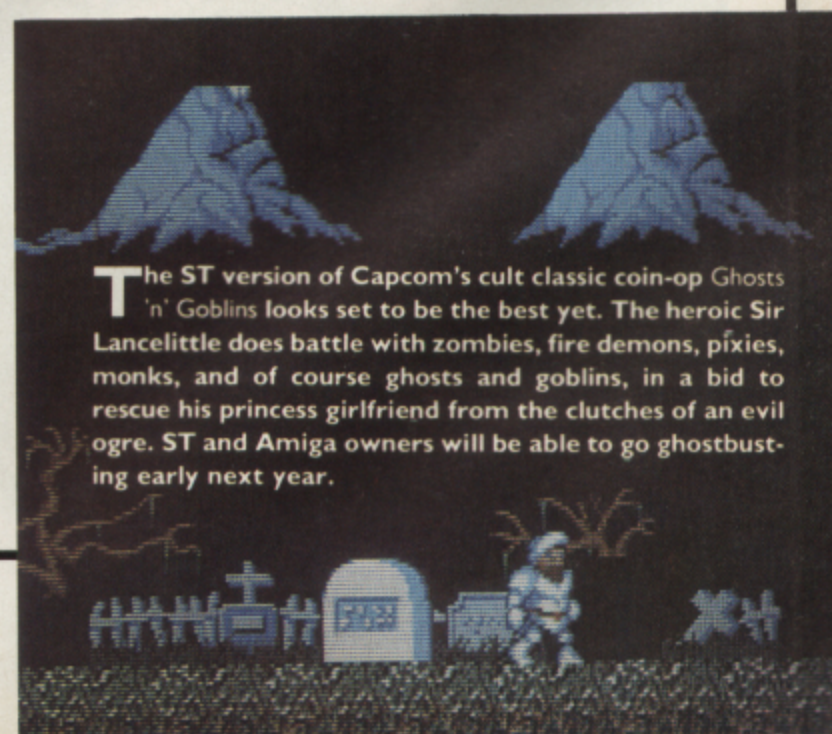 The ST version of Capcom's cult classic coin-op Ghosts
'n' Goblins looks set to be the best yet. The heroic Sir
Lancelittle does battle with zombies, fire demons, pixies,
monks, and of course ghosts and goblins, in a bid to
rescue his princess girlfriend from the clutches of an evil
ogre. ST and Amiga owners will be able to go ghostbust-
ing early next year.